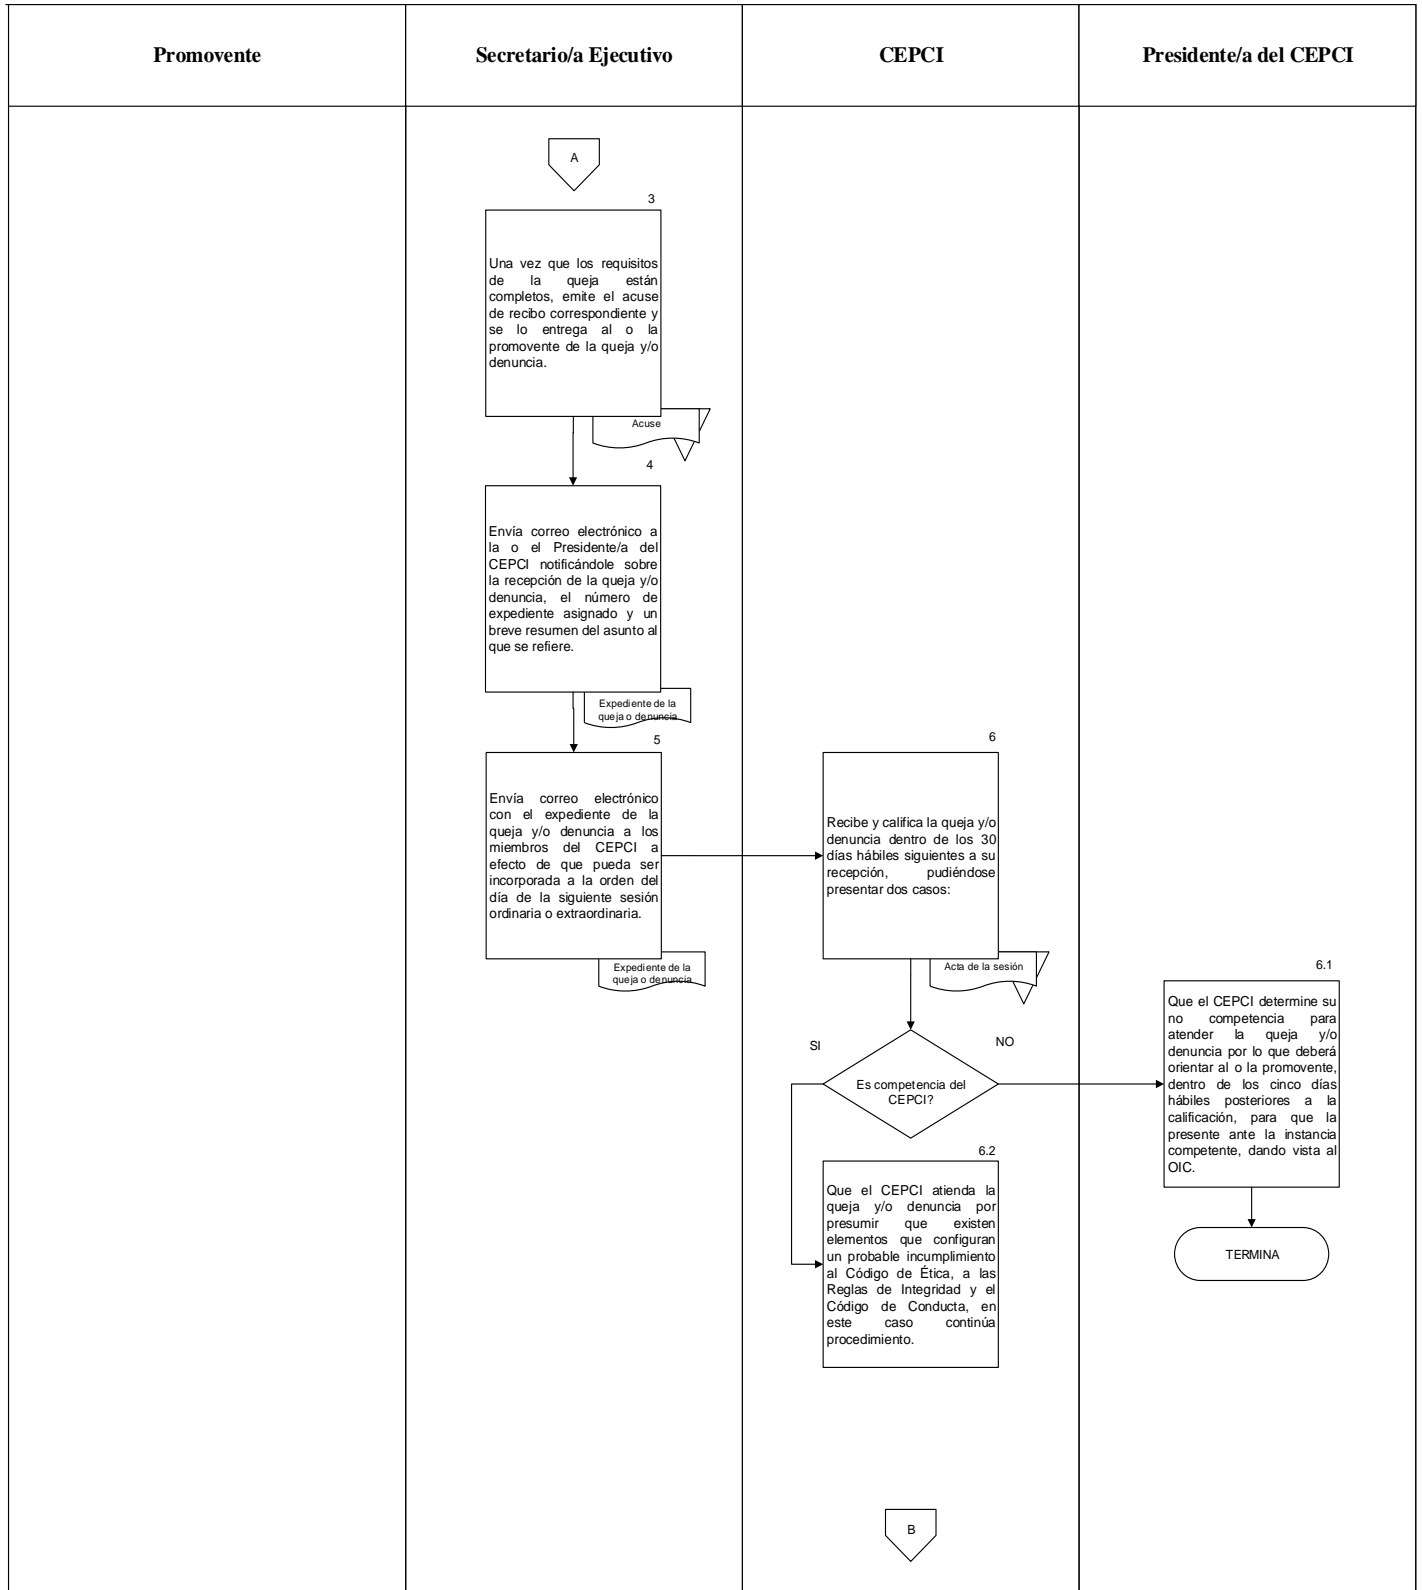 Promovente
Secretario/a Ejecutivo
CEPCI
Presidente/a del CEPCI
A
3
Una vez que los requisitos
de la queja están
completos, emite el acuse
de recibo correspondiente y
se lo entrega al o la
promovente de la queja y/o
denuncia.
Acuse
4
Envía correo electrónico a
la o el Presidente/a del
CEPCI notificándole sobre
la recepción de la queja y/o
denuncia, el número de
expediente asignado y un
breve resumen del asunto al
que se refiere.
Expediente de la
queja o denuncia
5
Envía correo electrónico
con el expediente de la
queja y/o denuncia a los
miembros del CEPCI a
efecto de que pueda ser
incorporada a la orden del
día de la siguiente sesión
ordinaria o extraordinaria.
Expediente de la
queja o denuncia
6
Recibe y califica la queja y/o
denuncia dentro de los 30
días hábiles siguientes a su
recepción, pudiéndose
presentar dos casos:
Acta de la sesión
SI
NO
Es competencia del
CEPCI?
6.1
Que el CEPCI determine su
no competencia para
atender la queja y/o
denuncia por lo que deberá
orientar al o la promovente,
dentro de los cinco días
hábiles posteriores a la
calificación, para que la
presente ante la instancia
competente, dando vista al
OIC.
TERMINA
6.2
Que el CEPCI atienda la
queja y/o denuncia por
presumir que existen
elementos que configuran
un probable incumplimiento
al Código de Ética, a las
Reglas de Integridad y el
Código de Conducta, en
este caso continúa
procedimiento.
B